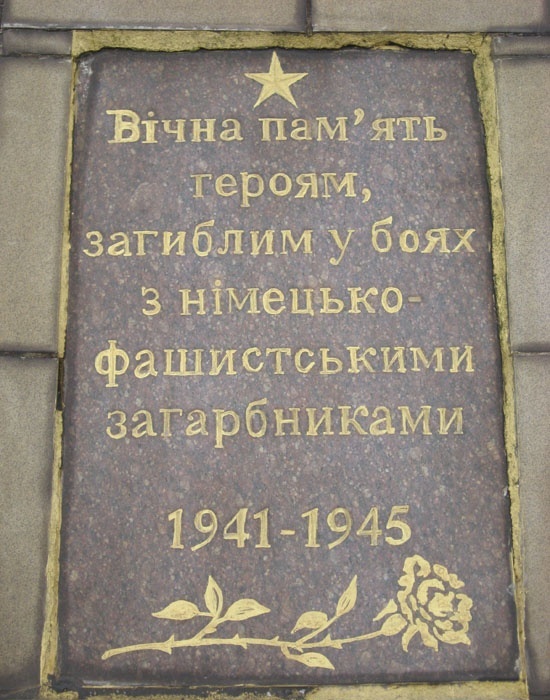 Вічна пам'ять
героям,
загиблим у боях
з німецько-
фашистськими
загарбниками
1941-1945